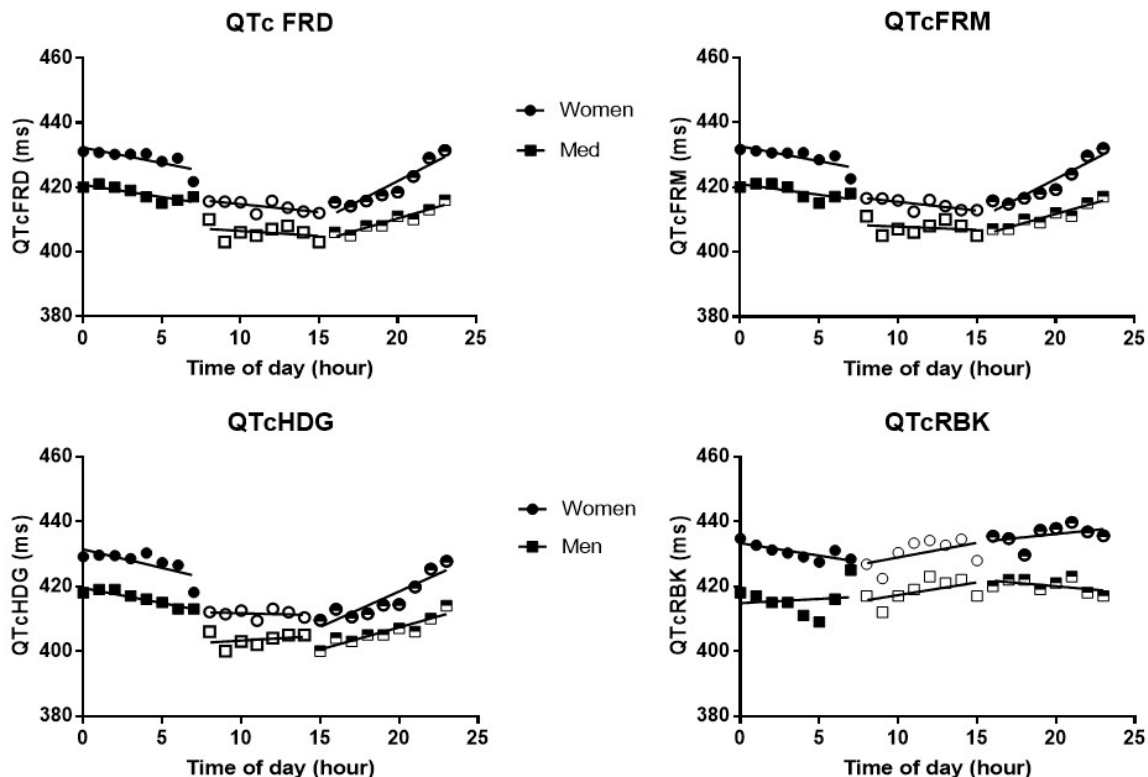 QTc FRD
460
440
420
400
380
QTcFRD (ms)
0 5 10 15 20 25
Time of day (hour)
Women
Med
QTcFRM
460
440
420
400
380
QTcFRM (ms)
0 5 10 15 20 25
Time of day (hour)
QTcHDG
460
440
420
400
380
QTcHDG (ms)
0 5 10 15 20 25
Time of day (hour)
Women
Men
QTcRBK
460
440
420
400
380
QTcRBK (ms)
0 5 10 15 20 25
Time of day (hour)